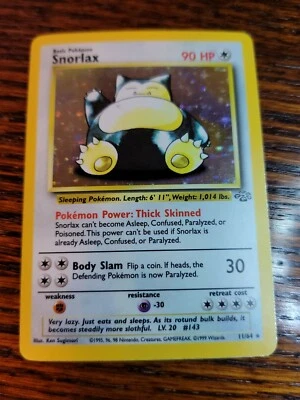 Basic Pokémon
Snorlax 90 HP
Sleeping Pokémon. Length: 6' 11", Weight: 1,014 lbs.
Pokémon Power: Thick Skinned
Snorlax can't become Asleep, Confused, Paralyzed, or
Poisoned. This power can't be used if Snorlax is
already Asleep, Confused, or Paralyzed.
Body Slam Flip a coin. If heads, the 30
Defending Pokémon is now Paralyzed.
weakness resistance retreat cost
-30
Very lazy. Just eats and sleeps. As its rotund bulk builds, it
becomes steadily more slothful. LV. 20 #143
Illus. Ken Sugimori ©1995, 96, 98 Nintendo, Creatures, GAMEFREAK. ©1999 Wizards. 11/64